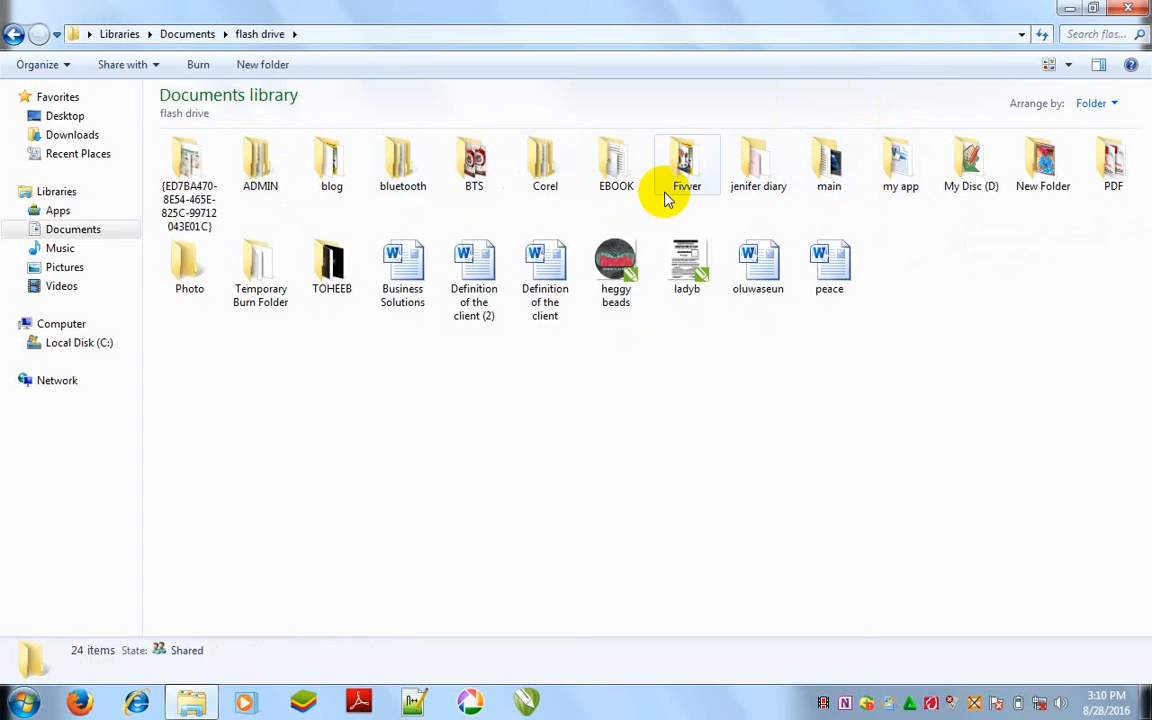 Libraries Documents flash drive
Search flas...
Organize Share with Burn New folder
Favorites
Desktop
Downloads
Recent Places
Libraries
Apps
Documents
Music
Pictures
Videos
Computer
Local Disk (C:)
Network
Documents library
flash drive
Arrange by: Folder
{ED7BA470-
8E54-465E-
825C-99712
043E01C}
ADMIN
blog
bluetooth
BTS
Corel
EBOOK
Fivver
jenifer diary
main
my app
My Disc (D)
New Folder
PDF
Photo
Temporary
Burn Folder
TOHEEB
Business
Solutions
Definition
of the
client (2)
Definition
of the
client
heggy
beads
ladyb
oluwaseun
peace
24 items State: Shared
3:10 PM
8/28/2016